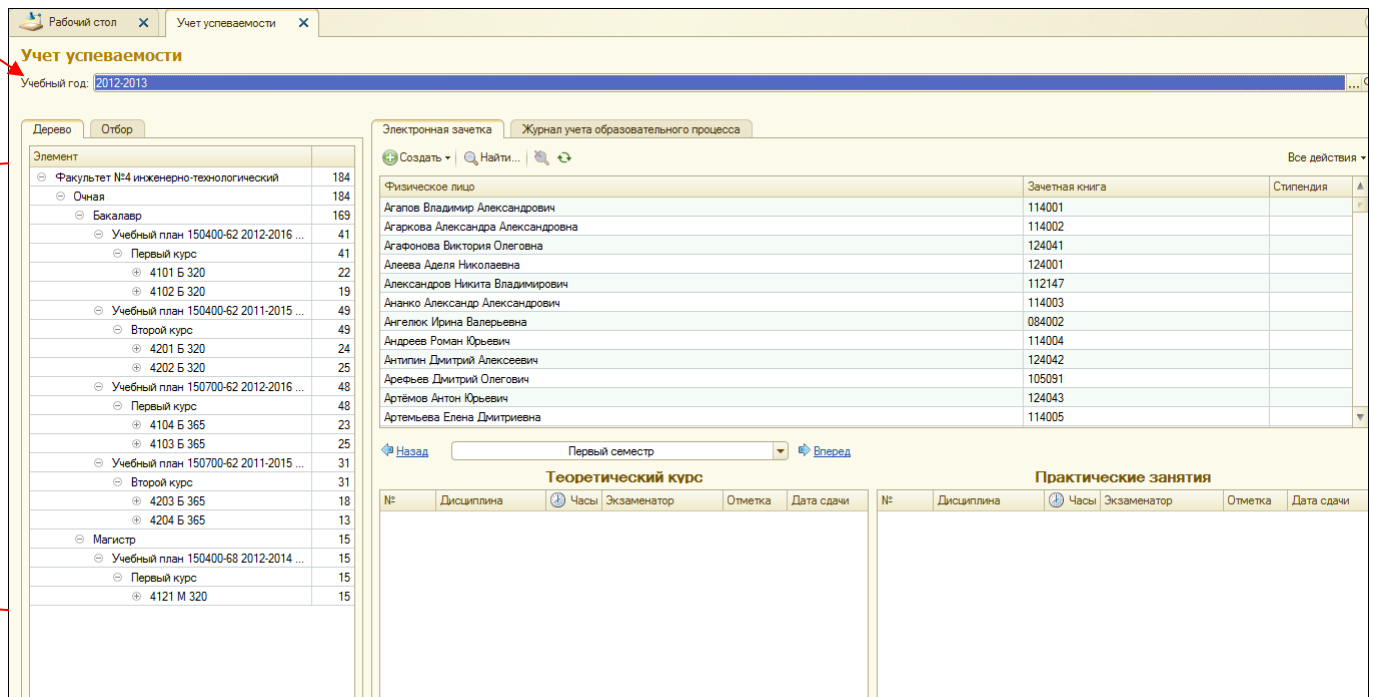 Рабочий стол X Учет успеваемости X
Учет успеваемости
Учебный год: 2012-2013 ...
Дерево Отбор
Элемент
Факультет №4 инженерно-технологический 184
Очная 184
Бакалавр 169
Учебный план 150400-62 2012-2016 ... 41
Первый курс 41
4101 Б 320 22
4102 Б 320 19
Учебный план 150400-62 2011-2015 ... 49
Второй курс 49
4201 Б 320 24
4202 Б 320 25
Учебный план 150700-62 2012-2016 ... 48
Первый курс 48
4104 Б 365 23
4103 Б 365 25
Учебный план 150700-62 2011-2015 ... 31
Второй курс 31
4203 Б 365 18
4204 Б 365 13
Магистр 15
Учебный план 150400-68 2012-2014 ... 15
Первый курс 15
4121 М 320 15
Электронная зачетка Журнал учета образовательного процесса
Создать Найти... Все действия
Физическое лицо Зачетная книга Стипендия
Агапов Владимир Александрович 114001
Агаркова Александра Александровна 114002
Агафонова Виктория Олеговна 124041
Алеева Аделя Николаевна 124001
Александров Никита Владимирович 112147
Ананко Александр Александрович 114003
Ангелюк Ирина Валерьевна 084002
Андреев Роман Юрьевич 114004
Антипин Дмитрий Алексеевич 124042
Арефьев Дмитрий Олегович 105091
Артёмов Антон Юрьевич 124043
Артемьева Елена Дмитриевна 114005
Назад Первый семестр Вперед
Теоретический курс Практические занятия
№ Дисциплина Часы Экзаменатор Отметка Дата сдачи № Дисциплина Часы Экзаменатор Отметка Дата сдачи